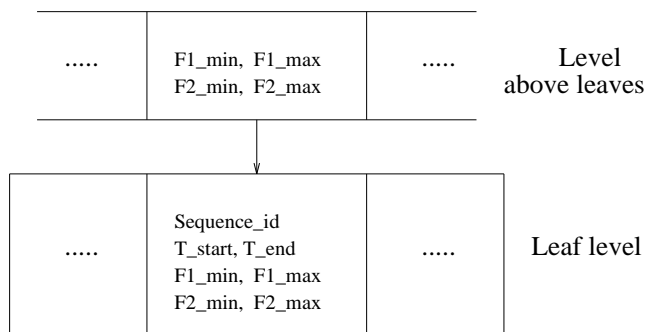 ..... F1_min, F1_max ..... Level
F2_min, F2_max above leaves
Sequence_id
..... T_start, T_end ..... Leaf level
F1_min, F1_max
F2_min, F2_max